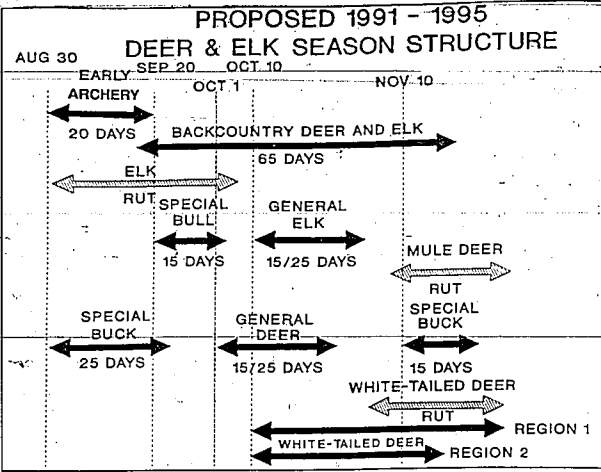 PROPOSED 1991 - 1995
DEER & ELK SEASON STRUCTURE
AUG 30
SEP 20
OCT 10
OCT 1
NOV 10
EARLY
ARCHERY
20 DAYS
BACKCOUNTRY DEER AND ELK
65 DAYS
ELK
RUT
SPECIAL
BULL
15 DAYS
GENERAL
ELK
15/25 DAYS
MULE DEER
RUT
SPECIAL
BUCK
25 DAYS
GENERAL
DEER
15/25 DAYS
SPECIAL
BUCK
15 DAYS
WHITE-TAILED DEER
RUT
REGION 1
WHITE-TAILED DEER
REGION 2